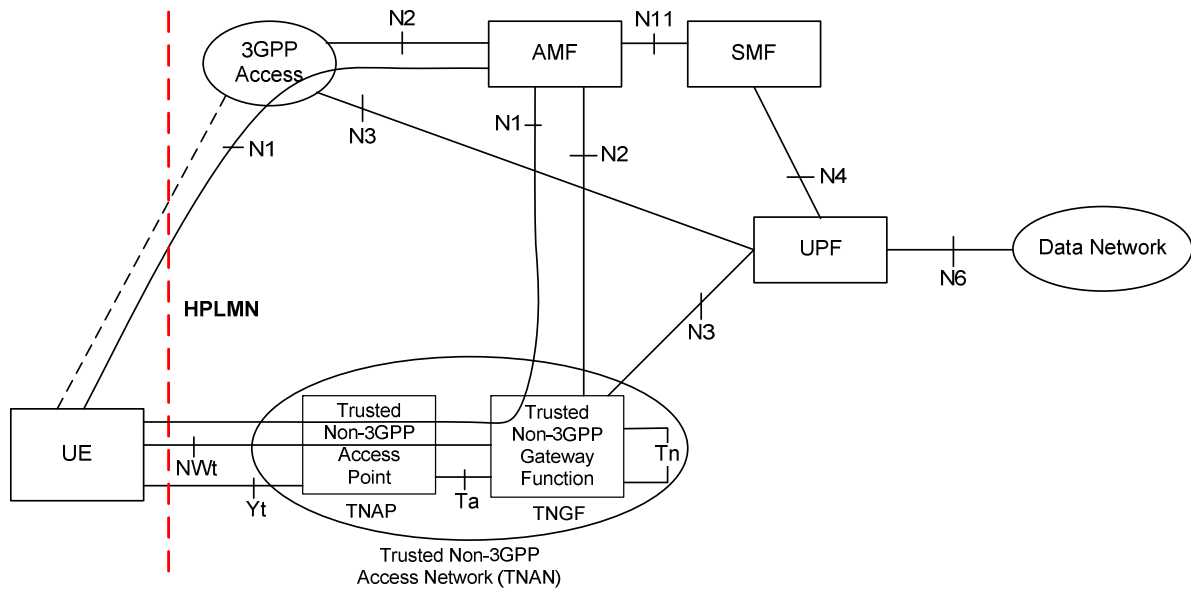 N2
N11
3GPP
Access
AMF
SMF
N1
N3
N1
N2
N4
UPF
N6
Data Network
HPLMN
N3
UE
NWt
Yt
Trusted
Non-3GPP
Access
Point
TNAP
Ta
Trusted
Non-3GPP
Gateway
Function
TNGF
Tn
Trusted Non-3GPP
Access Network (TNAN)